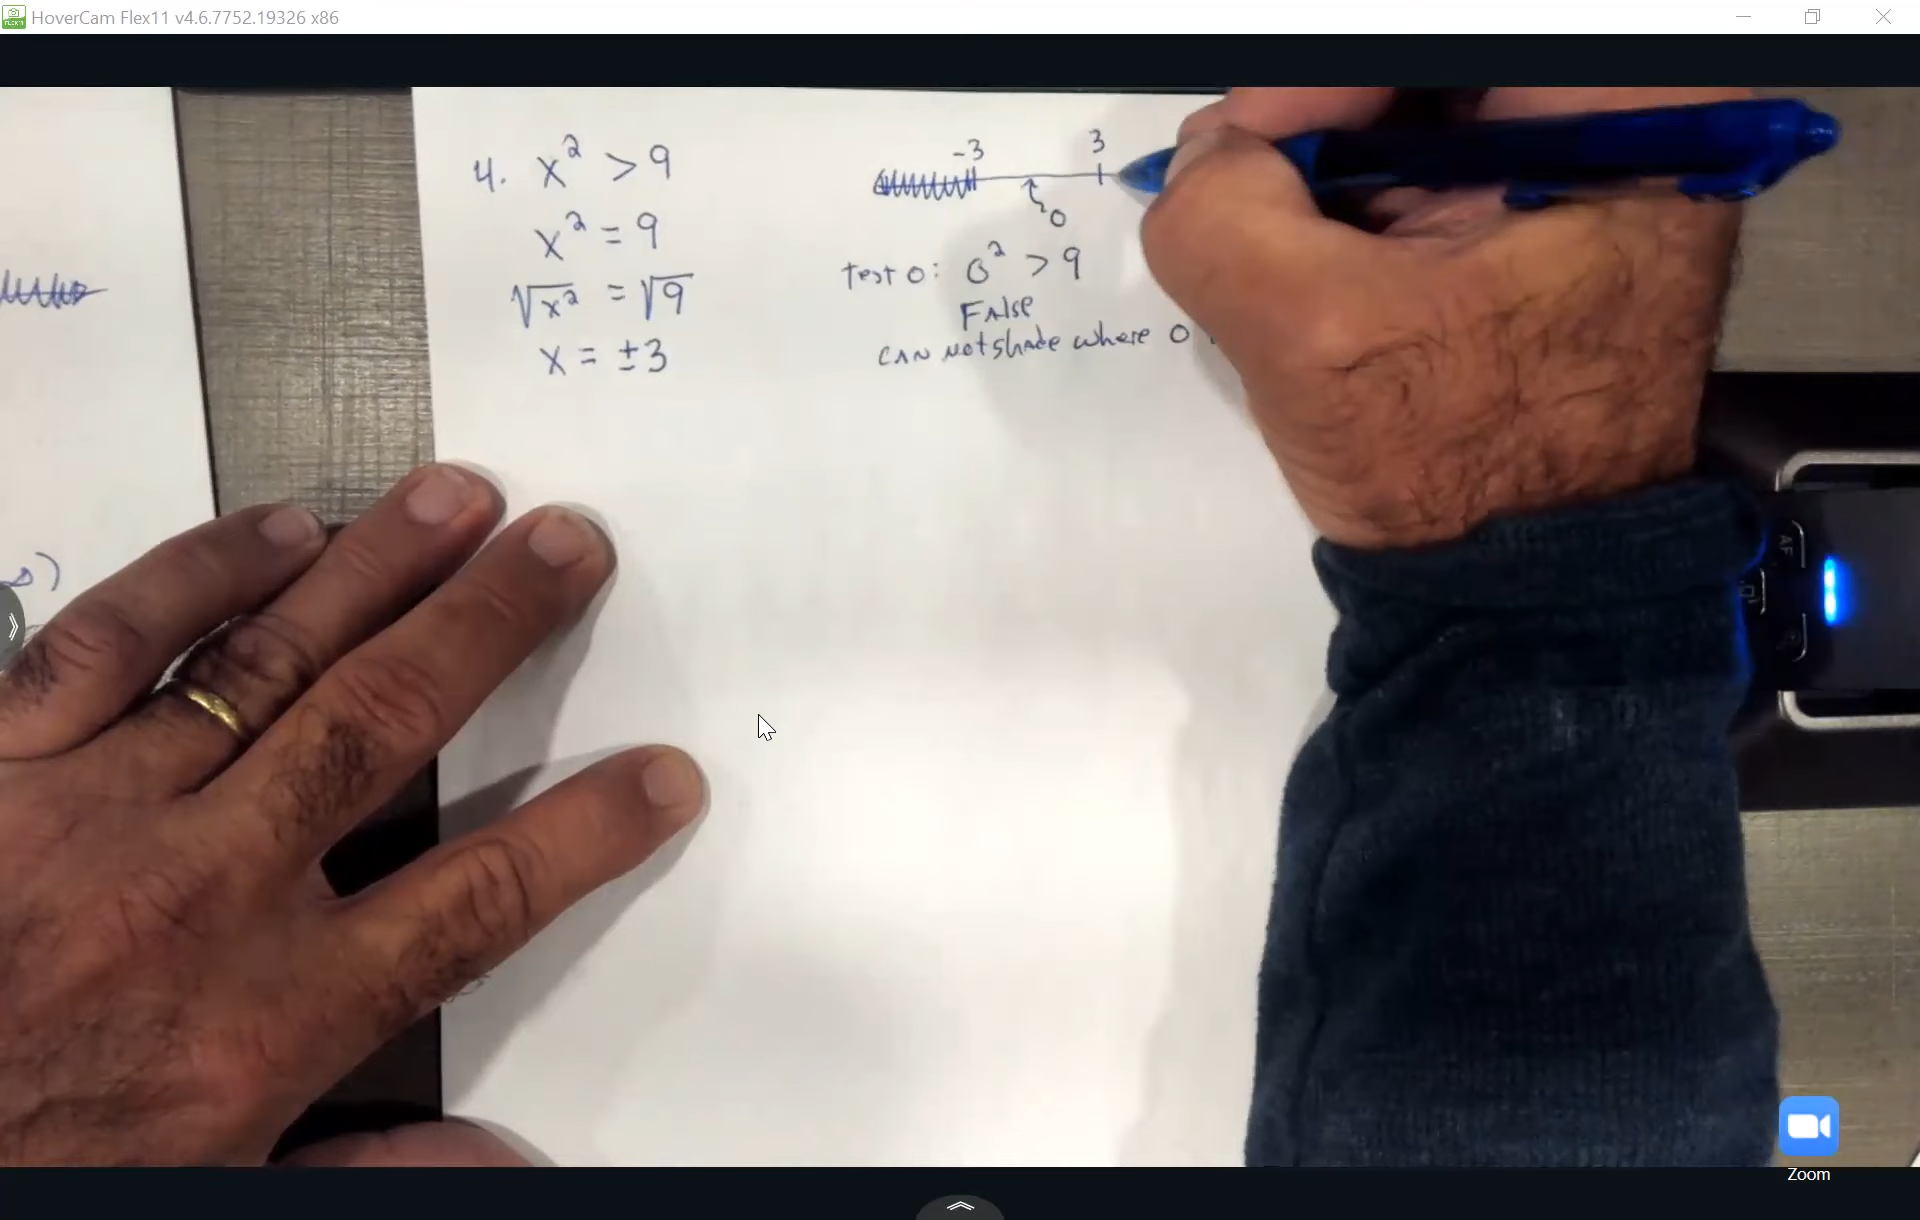 HoverCam Flex11 v4.6.7752.19326 x86
4. x² > 9
x² = 9
√x² = √9
x = ±3
-3 3
0
test 0: 0² > 9
False
CAN not shade where 0
∞)
AF
Zoom